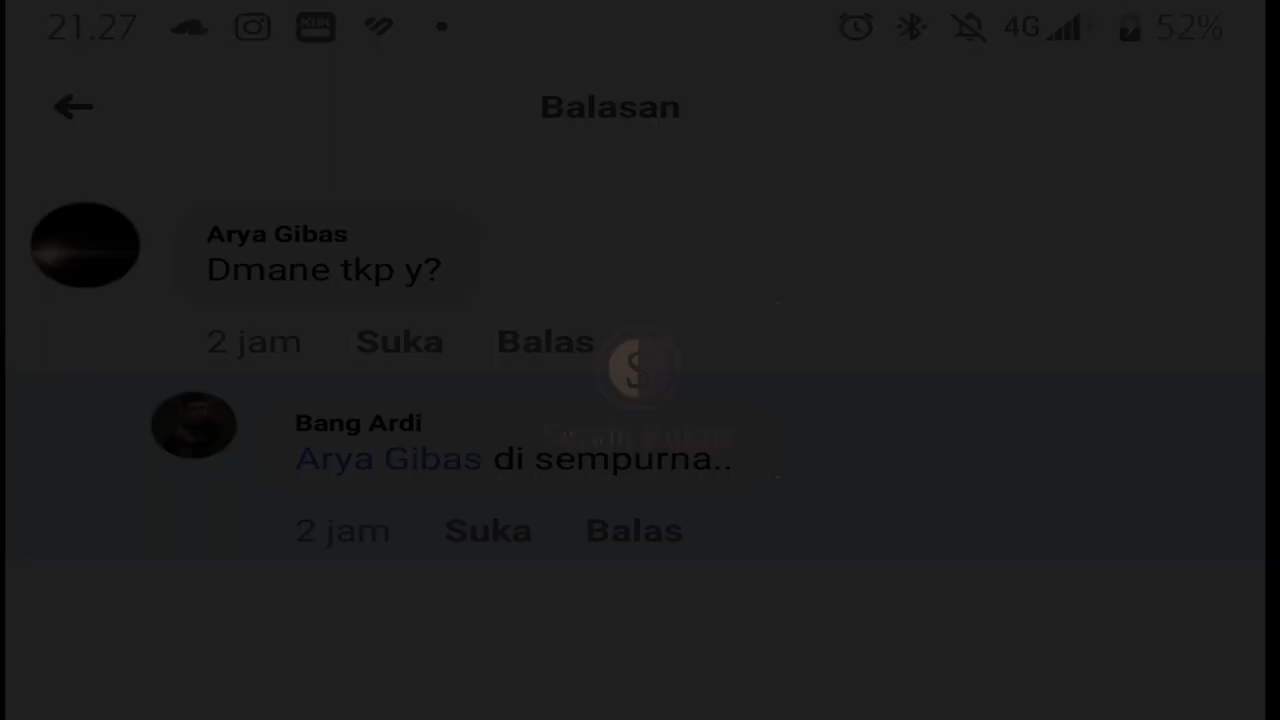 21.27
4G
52%
Balasan
Arya Gibas
Dmane tkp y?
2 jam Suka Balas
$
Bang Ardi
Arya Gibas di sempurna..
2 jam Suka Balas